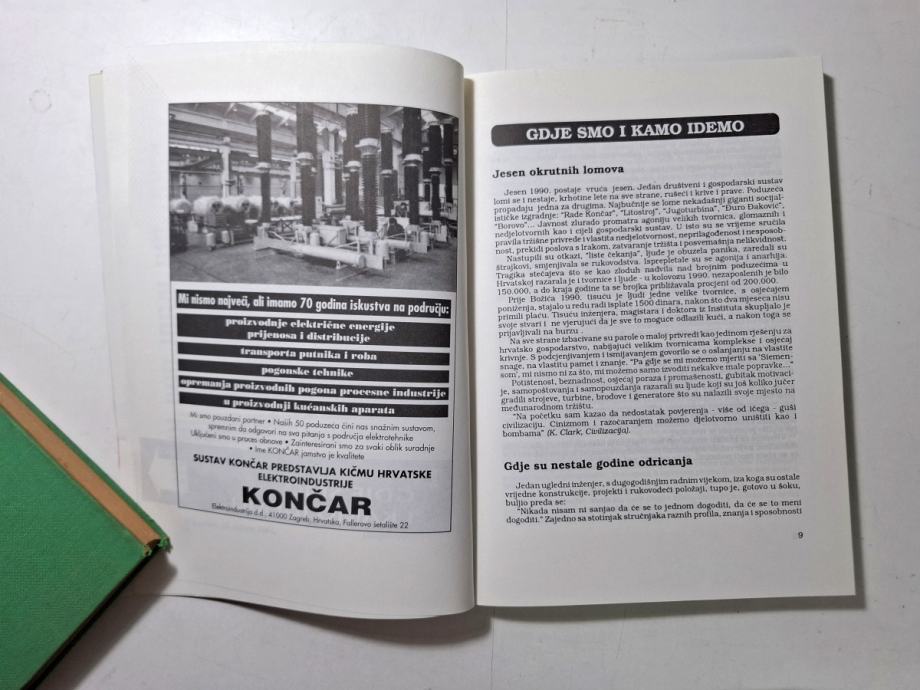 Mi nismo najveći, ali imamo 70 godina iskustva na području:
proizvodnje električne energije
prijenosa i distribucije
transporta putnika i roba
pogonske tehnike
opremanja proizvodnih pogona procesne industrije
u proizvodnji kućanskih aparata
Mi smo pouzdani partner • Naših 50 poduzeća čini nas snažnim sustavom,
spremnim da odgovori na sva pitanja s područja elektrotehnike
Uključeni smo u proces obnove • Zainteresirani smo za svaki oblik suradnje
• Ime KONČAR jamstvo je kvalitete
SUSTAV KONČAR PREDSTAVLJA KIČMU HRVATSKE
ELEKTROINDUSTRIJE
KONČAR
Elektroindustrija d.d., 41000 Zagreb, Hrvatska, Fallerovo šetalište 22
GDJE SMO I KAMO IDEMO
Jesen okrutnih lomova
Jesen 1990. postaje vruća jesen. Jedan društveni i gospodarski sustav
lomi se i nestaje, krhotine lete na sve strane, rušeći i krive i prave. Poduzeća
propadaju jedna za drugima. Najbučnije se lome nekadašnji giganti socijal-
ističke izgradnje: "Rade Končar", "Litostroj", "Jugoturbina", "Đuro Đaković",
"Borovo"... Javnost zlurado promatra agoniju velikih tvornica, glomaznih i
nedjelotvornih kao i cijeli gospodarski sustav. U isto su se vrijeme sručila
pravila tržišne privrede i vlastita nedjelotvornost, neprilagođenost i nesposob-
nost, prekidi poslova s Irakom, zatvaranje tržišta i posvemašnja nelikvidnost.
Nastupili su otkazi, "liste čekanja", ljude je obuzela panika, zaredali su
štrajkovi, smjenjivala se rukovodstva. Isprepletale su se agonija i anarhija.
Tragika stečajeva što se kao zloduh nadvila nad brojnim poduzećima u
Hrvatskoj razarala je i tvornice i ljude - u kolovozu 1990. nezaposlenih je bilo
150.000, a do kraja godine ta se brojka približavala procjeni od 200.000.
Prije Božića 1990. tisuću je ljudi jedne velike tvornice, s osjećajem
poniženja, stajalo u redu radi isplate 1500 dinara, nakon što dva mjeseca nisu
primili plaću. Tisuću inženjera, magistara i doktora iz Instituta skupljalo je
svoje stvari i ne vjerujući da je sve to moguće odlazili kući, a nakon toga se
prijavljivali na burzu .
Na sve strane izbacivane su parole o maloj privredi kao jedinom rješenju za
hrvatsko gospodarstvo, nabijajući velikim tvornicama komplekse i osjećaj
krivnje. S podcjenjivanjem i ismijavanjem govorilo se o oslanjanju na vlastite
snage, na vlastitu pamet i znanje. "Pa gdje se mi možemo mjeriti sa 'Siemen-
som', mi nismo ni za što, mi možemo samo izvoditi nekakve male popravke..."
Potištenost, beznadnost, osjećaj poraza i promašenosti, gubitak motivaci-
je, samopoštovanja i samopouzdanja razarali su ljude koji su još koliko jučer
gradili strojeve, turbine, brodove i generatore što su nalazili svoje mjesto na
međunarodnom tržištu.
"Na početku sam kazao da nedostatak povjerenja - više od ičega - guši
civilizaciju. Cinizmom i razočaranjem možemo djelotvorno uništiti kao i
bombama" (K. Clark, Civilizacija).
Gdje su nestale godine odricanja
Jedan ugledni inženjer, s dugogodišnjim radnim vijekom, iza koga su ostale
vrijedne konstrukcije, projekti i rukovodeći položaji, tupo je, gotovo u šoku,
buljio preda se:
"Nikada nisam ni sanjao da će se to jednom dogoditi, da će se to meni
dogoditi." Zajedno sa stotinjak stručnjaka raznih profila, znanja i sposobnosti
9